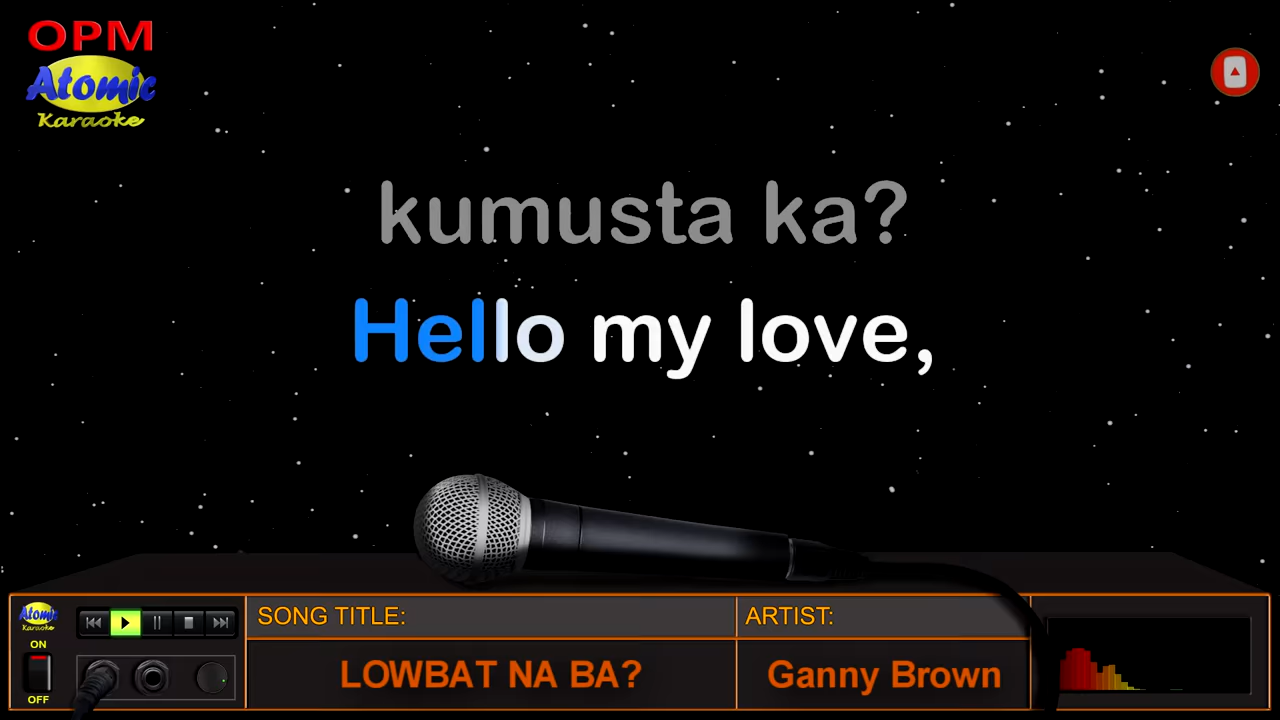 OPM
Atomic
Karaoke
kumusta ka?
Hello my love,
Atomic
Karaoke
ON
OFF
SONG TITLE:
LOWBAT NA BA?
ARTIST:
Ganny Brown